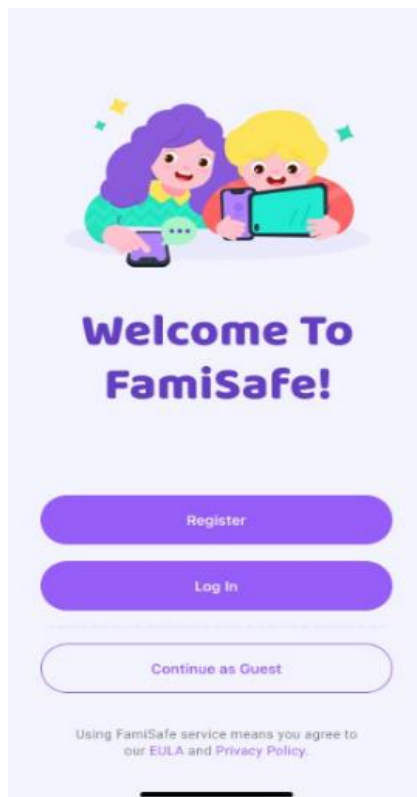 Welcome To
FamiSafe!
Register
Log In
Continue as Guest
Using FamiSafe service means you agree to
our EULA and Privacy Policy.